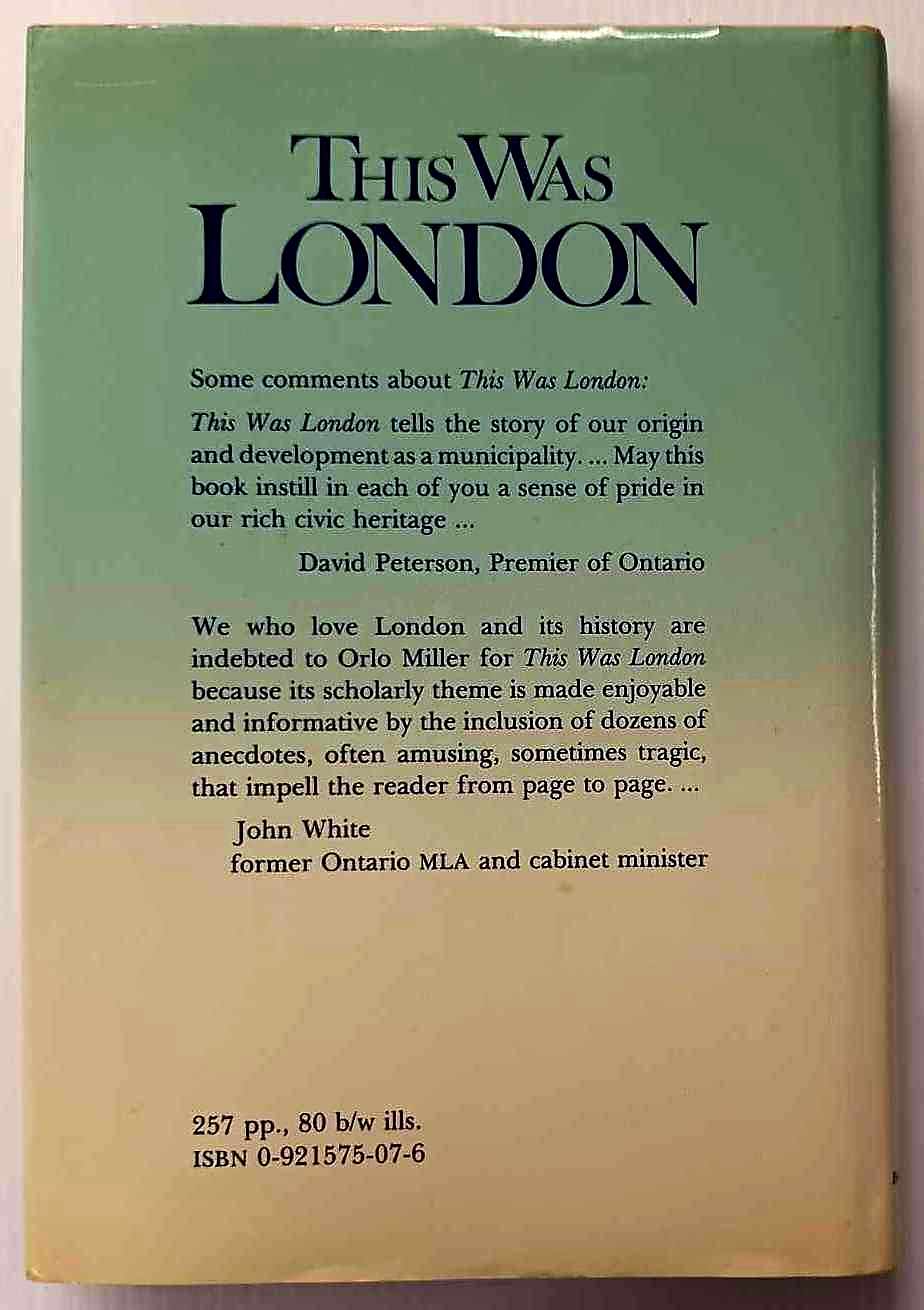 THIS WAS
LONDON
Some comments about This Was London:
This Was London tells the story of our origin
and development as a municipality. ... May this
book instill in each of you a sense of pride in
our rich civic heritage ...
David Peterson, Premier of Ontario
We who love London and its history are
indebted to Orlo Miller for This Was London
because its scholarly theme is made enjoyable
and informative by the inclusion of dozens of
anecdotes, often amusing, sometimes tragic,
that impell the reader from page to page. ...
John White
former Ontario MLA and cabinet minister
257 pp., 80 b/w ills.
ISBN 0-921575-07-6